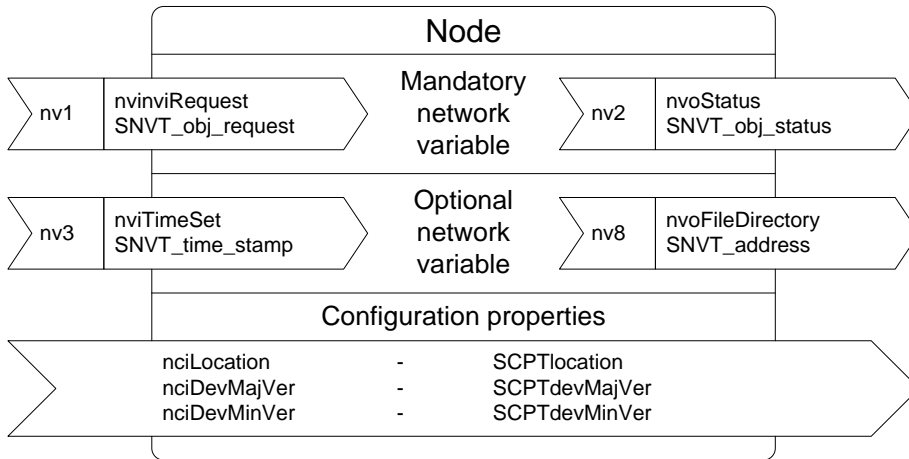 Node
nv1
nvinviRequest
SNVT_obj_request
Mandatory
network
variable
nv2
nvoStatus
SNVT_obj_status
nv3
nviTimeSet
SNVT_time_stamp
Optional
network
variable
nv8
nvoFileDirectory
SNVT_address
Configuration properties
nciLocation - SCPTlocation
nciDevMajVer - SCPTdevMajVer
nciDevMinVer - SCPTdevMinVer